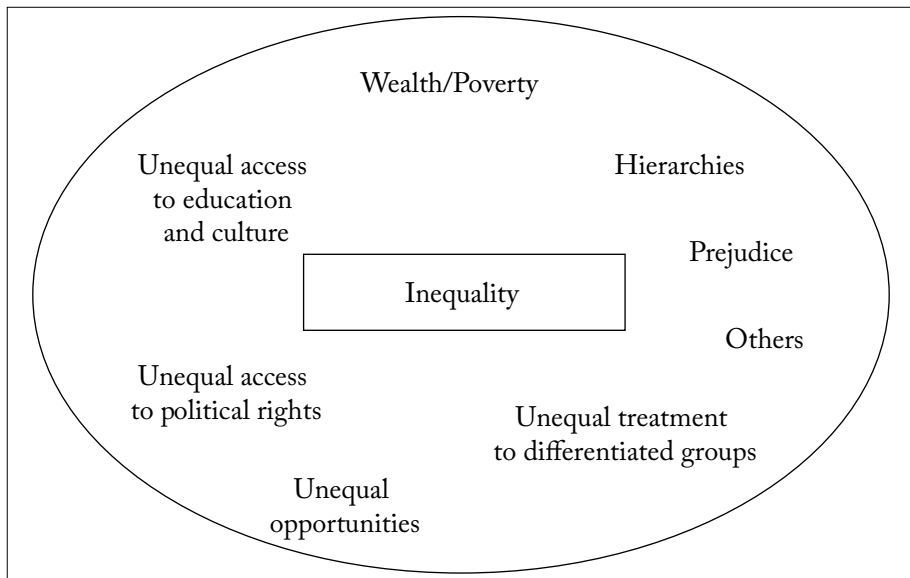 Wealth/Poverty
Unequal access
to education
and culture
Hierarchies
Prejudice
Inequality
Others
Unequal access
to political rights
Unequal treatment
to differentiated groups
Unequal
opportunities